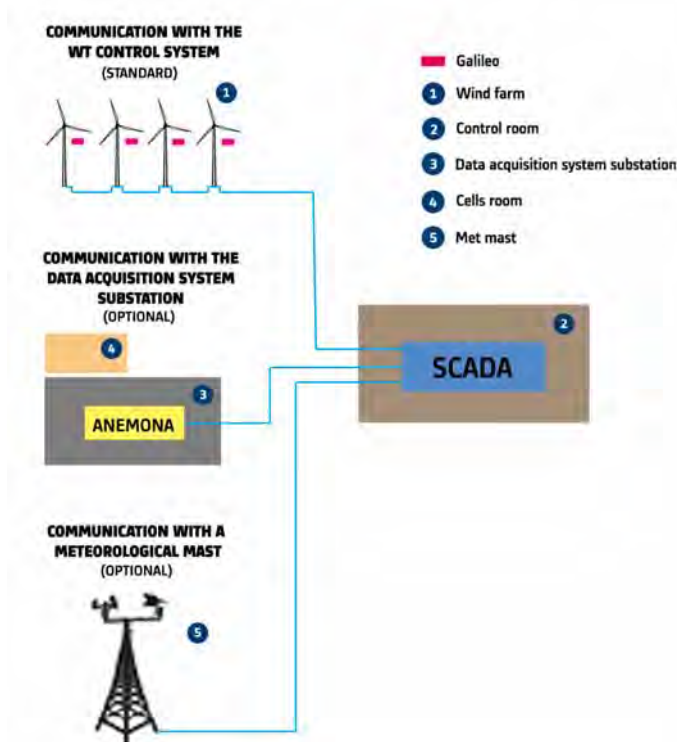 COMMUNICATION WITH THE
WT CONTROL SYSTEM
(STANDARD)
1
Galileo
1 Wind farm
2 Control room
3 Data acquisition system substation
4 Cells room
5 Met mast
COMMUNICATION WITH THE
DATA ACQUISITION SYSTEM
SUBSTATION
(OPTIONAL)
4
3
ANEMONA
2
SCADA
COMMUNICATION WITH A
METEOROLOGICAL MAST
(OPTIONAL)
5